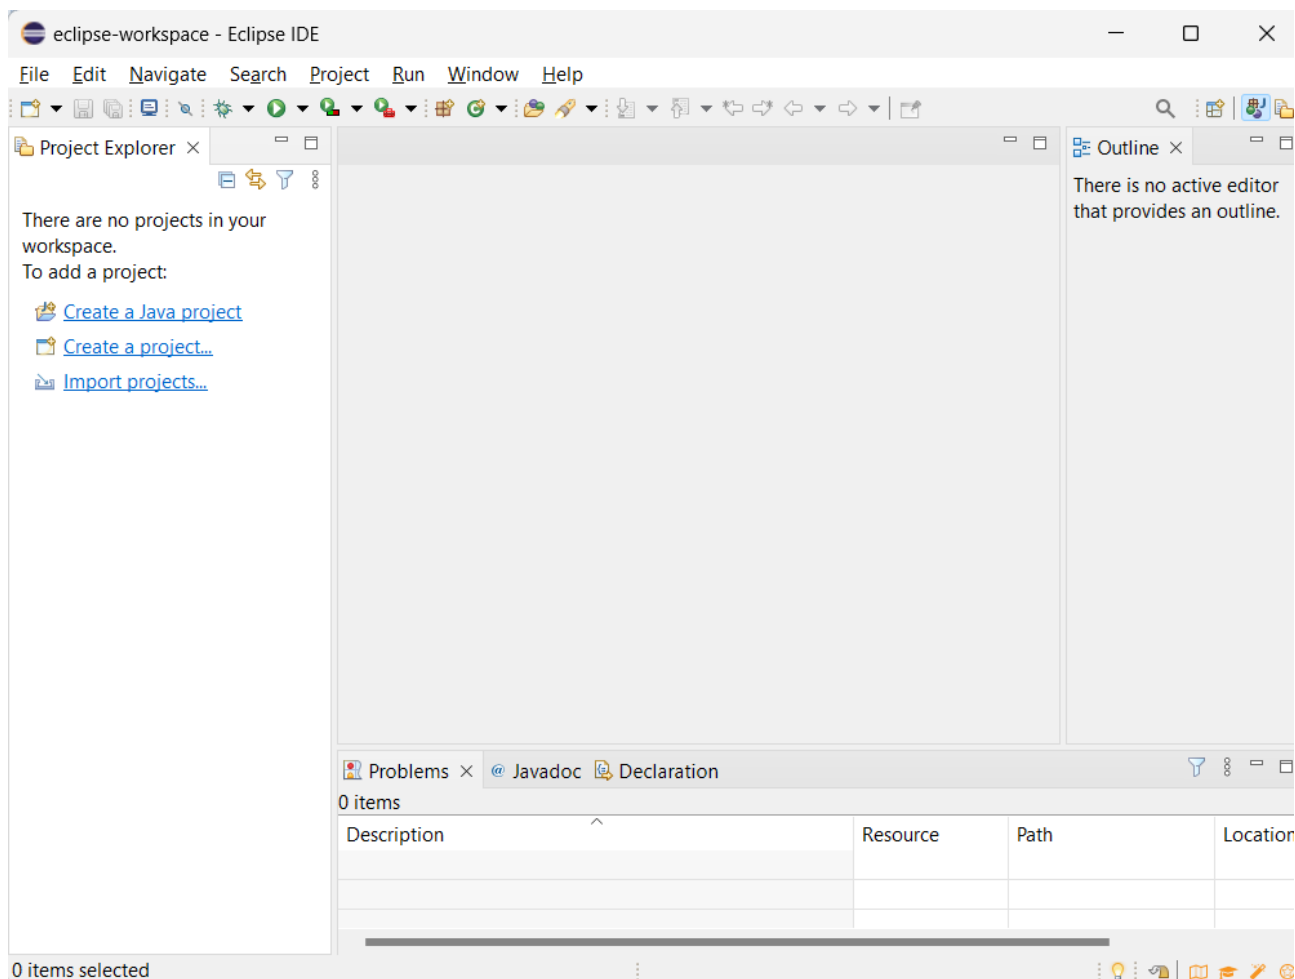 eclipse-workspace - Eclipse IDE
File Edit Navigate Search Project Run Window Help
Project Explorer
There are no projects in your
workspace.
To add a project:
Create a Java project
Create a project...
Import projects...
Outline
There is no active editor
that provides an outline.
Problems @ Javadoc Declaration
0 items
Description Resource Path Location
0 items selected